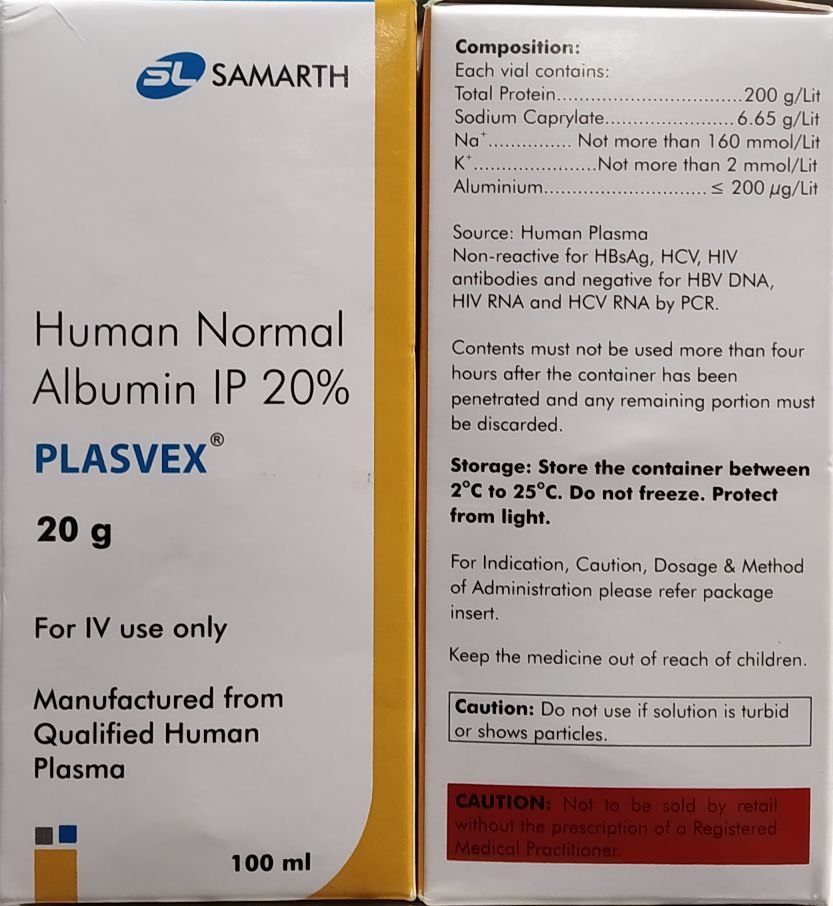 SL SAMARTH
Human Normal
Albumin IP 20%
PLASVEX®
20 g
For IV use only
Manufactured from
Qualified Human
Plasma
100 ml
Composition:
Each vial contains:
Total Protein................................200 g/Lit
Sodium Caprylate......................6.65 g/Lit
Na⁺............... Not more than 160 mmol/Lit
K⁺......................Not more than 2 mmol/Lit
Aluminium............................≤ 200 µg/Lit
Source: Human Plasma
Non-reactive for HBsAg, HCV, HIV
antibodies and negative for HBV DNA,
HIV RNA and HCV RNA by PCR.
Contents must not be used more than four
hours after the container has been
penetrated and any remaining portion must
be discarded.
Storage: Store the container between
2°C to 25°C. Do not freeze. Protect
from light.
For Indication, Caution, Dosage & Method
of Administration please refer package
insert.
Keep the medicine out of reach of children.
Caution: Do not use if solution is turbid
or shows particles.
CAUTION: Not to be sold by retail
without the prescription of a Registered
Medical Practitioner.